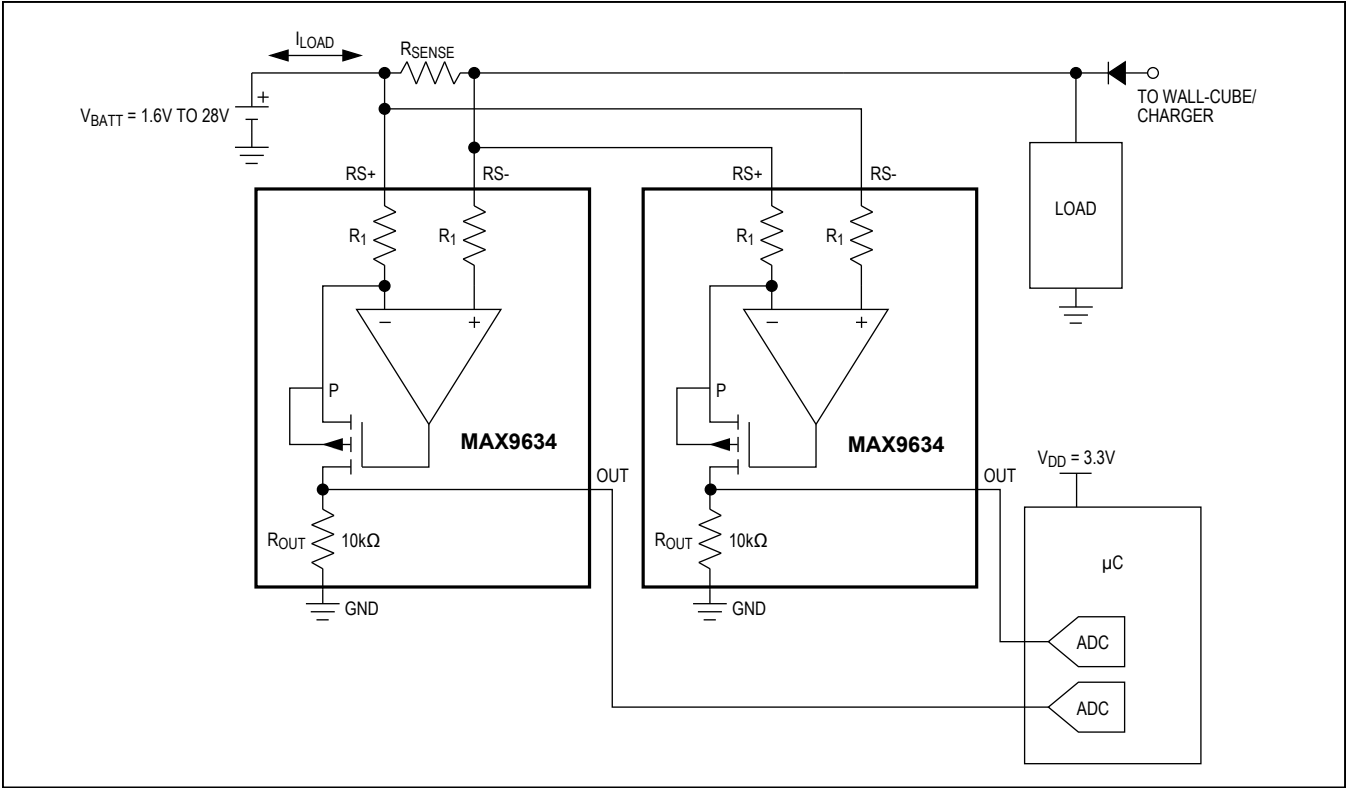 ILOAD
RSENSE
+
VBATT = 1.6V TO 28V
TO WALL-CUBE/
CHARGER
RS+ RS- RS+ RS-
LOAD
R1 R1 R1 R1
− + − +
P P
MAX9634 MAX9634
VDD = 3.3V
OUT OUT
ROUT 10kΩ ROUT 10kΩ
µC
GND GND
ADC
ADC